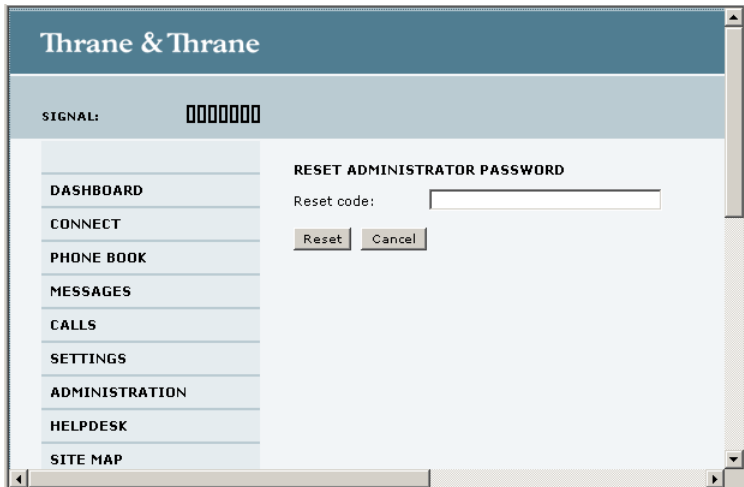 Thrane & Thrane
SIGNAL:
DASHBOARD
CONNECT
PHONE BOOK
MESSAGES
CALLS
SETTINGS
ADMINISTRATION
HELPDESK
SITE MAP
RESET ADMINISTRATOR PASSWORD
Reset code:
Reset Cancel